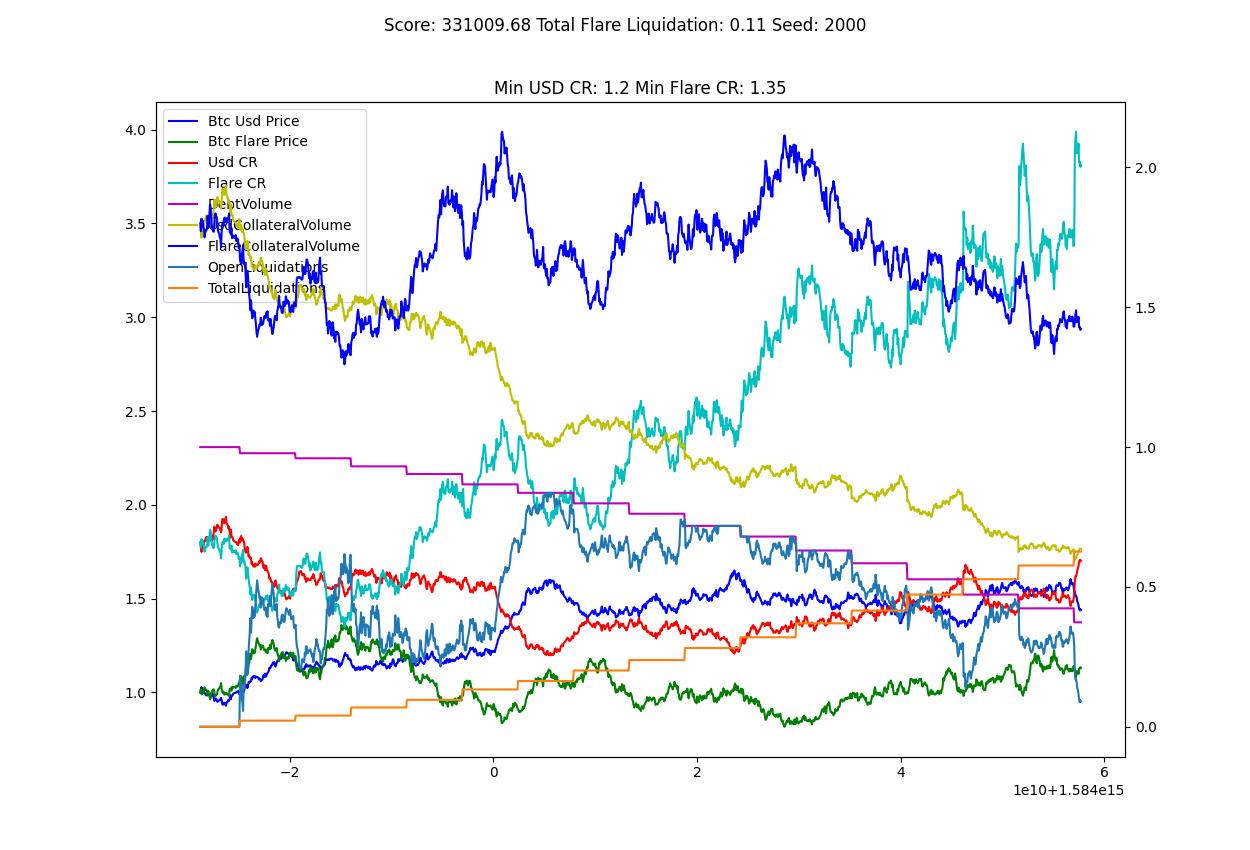 Score: 331009.68 Total Flare Liquidation: 0.11 Seed: 2000
Min USD CR: 1.2 Min Flare CR: 1.35
Btc Usd Price
Btc Flare Price
Usd CR
Flare CR
DebtVolume
UsdCollateralVolume
FlareCollateralVolume
OpenLiquidations
TotalLiquidations
4.0
3.5
3.0
2.5
2.0
1.5
1.0
2.0
1.5
1.0
0.5
0.0
−2
0
2
4
6
1e10+1.584e15